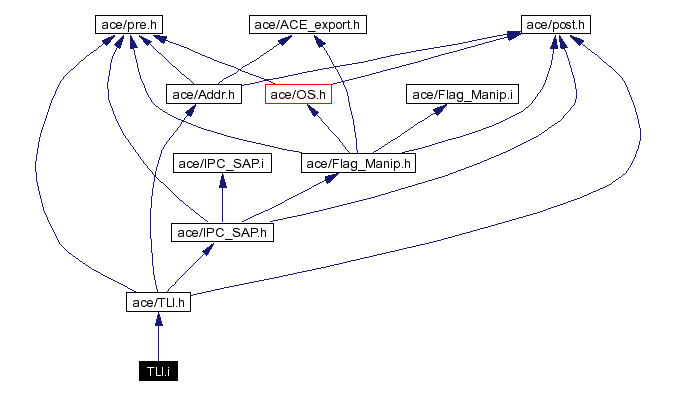 ace/pre.h
ace/ACE_export.h
ace/post.h
ace/Addr.h
ace/OS.h
ace/Flag_Manip.i
ace/IPC_SAP.i
ace/Flag_Manip.h
ace/IPC_SAP.h
ace/TLI.h
TLI.i